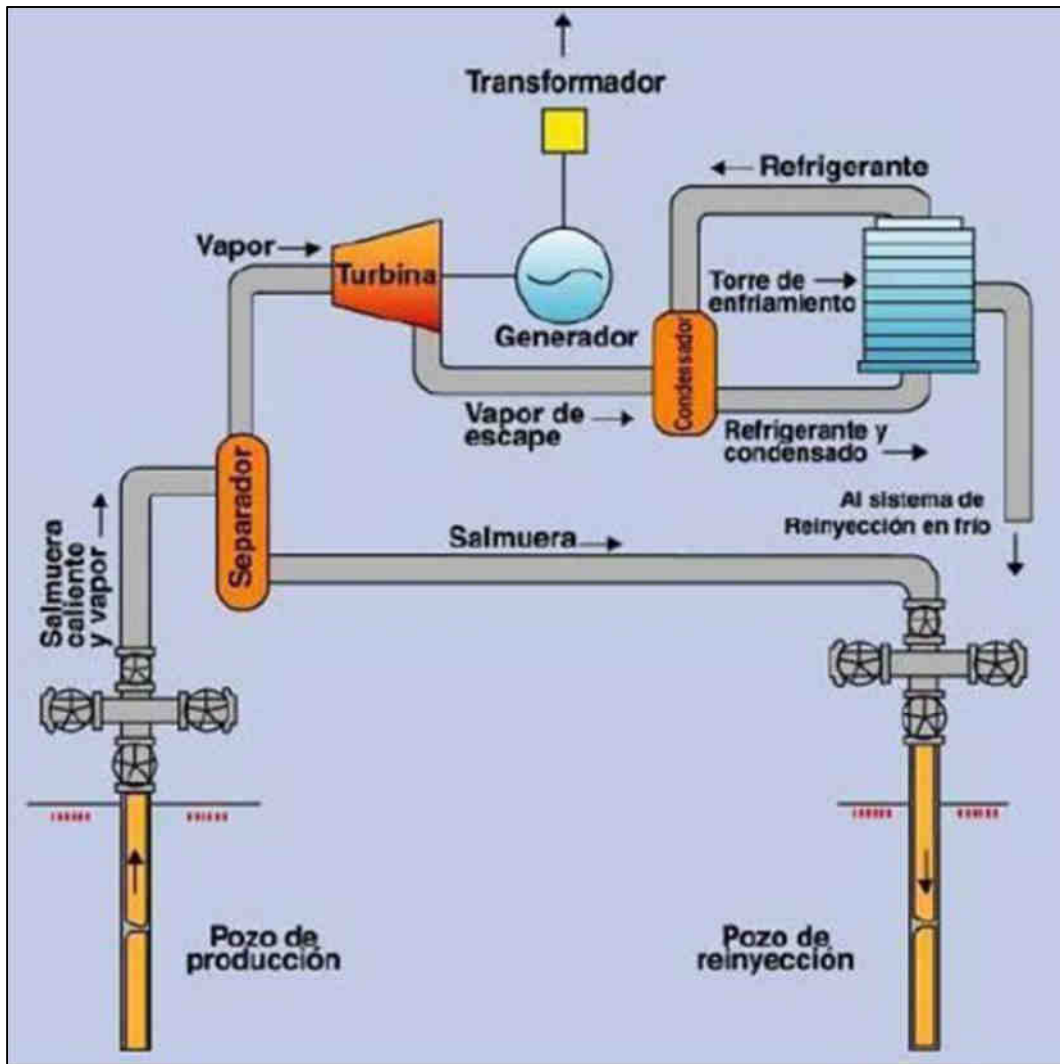 Transformador
Refrigerante
Vapor
Turbina
Torre de
enfriamiento
Generador
Condensador
Vapor de
escape
Refrigerante y
condensado
Separador
Al sistema de
Reinyección en frío
Salmuera
Salmuera
caliente
y vapor
Pozo de
producción
Pozo de
reinyección